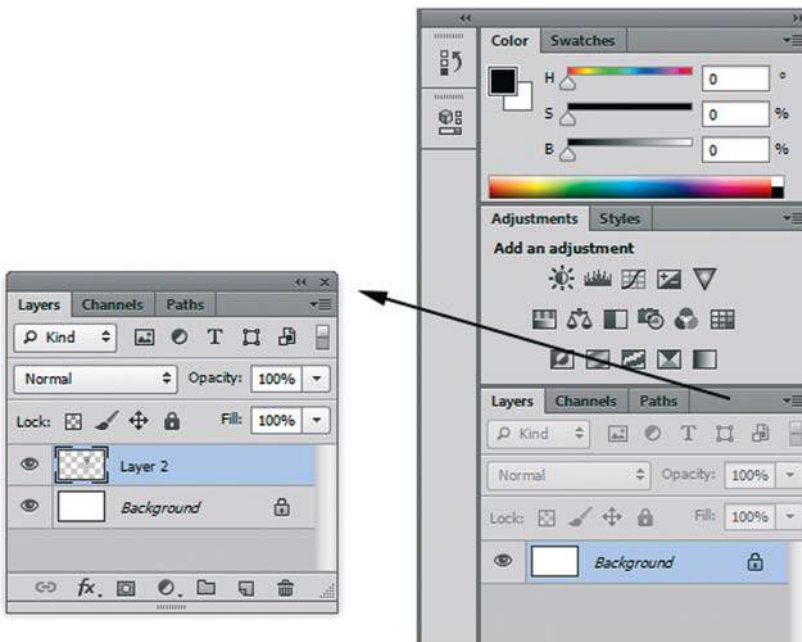 Layers Channels Paths
Kind
Normal Opacity: 100%
Lock: Fill: 100%
Layer 2
Background
fx.
Color Swatches
H 0 °
S 0 %
B 0 %
Adjustments Styles
Add an adjustment
Layers Channels Paths
Kind
Normal Opacity: 100%
Lock: Fill: 100%
Background